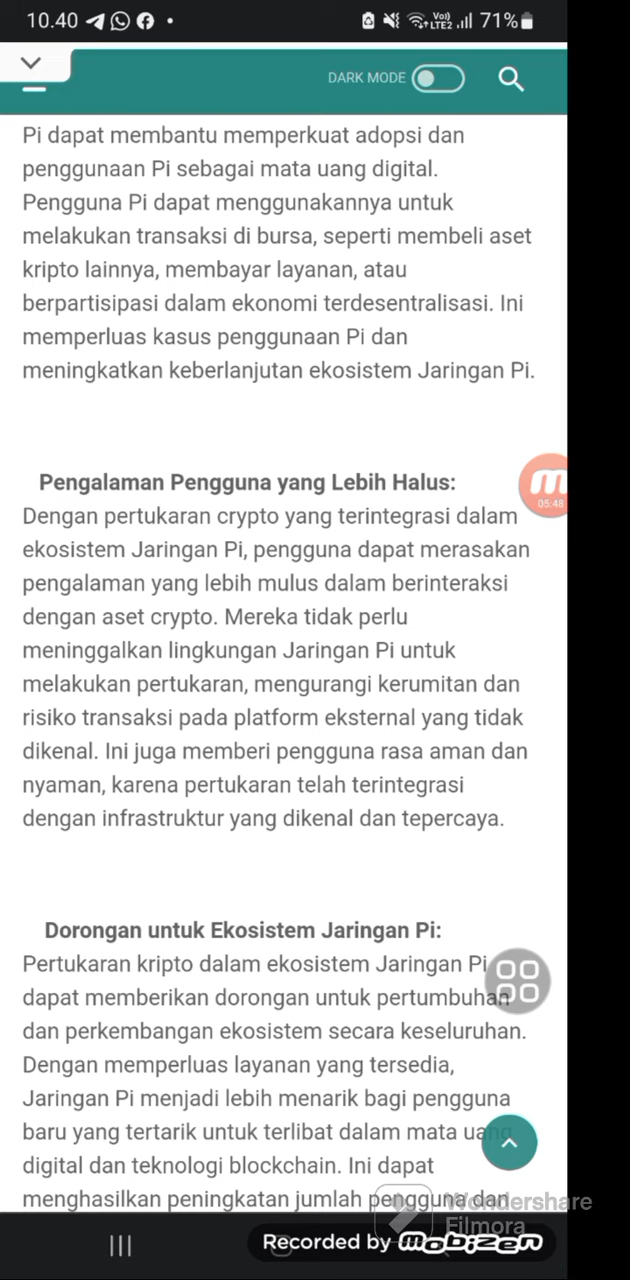 10.40
Vo))
LTE2
71%
DARK MODE
Pi dapat membantu memperkuat adopsi dan
penggunaan Pi sebagai mata uang digital.
Pengguna Pi dapat menggunakannya untuk
melakukan transaksi di bursa, seperti membeli aset
kripto lainnya, membayar layanan, atau
berpartisipasi dalam ekonomi terdesentralisasi. Ini
memperluas kasus penggunaan Pi dan
meningkatkan keberlanjutan ekosistem Jaringan Pi.
Pengalaman Pengguna yang Lebih Halus:
05:48
Dengan pertukaran crypto yang terintegrasi dalam
ekosistem Jaringan Pi, pengguna dapat merasakan
pengalaman yang lebih mulus dalam berinteraksi
dengan aset crypto. Mereka tidak perlu
meninggalkan lingkungan Jaringan Pi untuk
melakukan pertukaran, mengurangi kerumitan dan
risiko transaksi pada platform eksternal yang tidak
dikenal. Ini juga memberi pengguna rasa aman dan
nyaman, karena pertukaran telah terintegrasi
dengan infrastruktur yang dikenal dan tepercaya.
Dorongan untuk Ekosistem Jaringan Pi:
Pertukaran kripto dalam ekosistem Jaringan Pi
dapat memberikan dorongan untuk pertumbuhan
dan perkembangan ekosistem secara keseluruhan.
Dengan memperluas layanan yang tersedia,
Jaringan Pi menjadi lebih menarik bagi pengguna
baru yang tertarik untuk terlibat dalam mata uang
digital dan teknologi blockchain. Ini dapat
menghasilkan peningkatan jumlah pengguna dan
Wondershare
Filmora
Recorded by mobizen